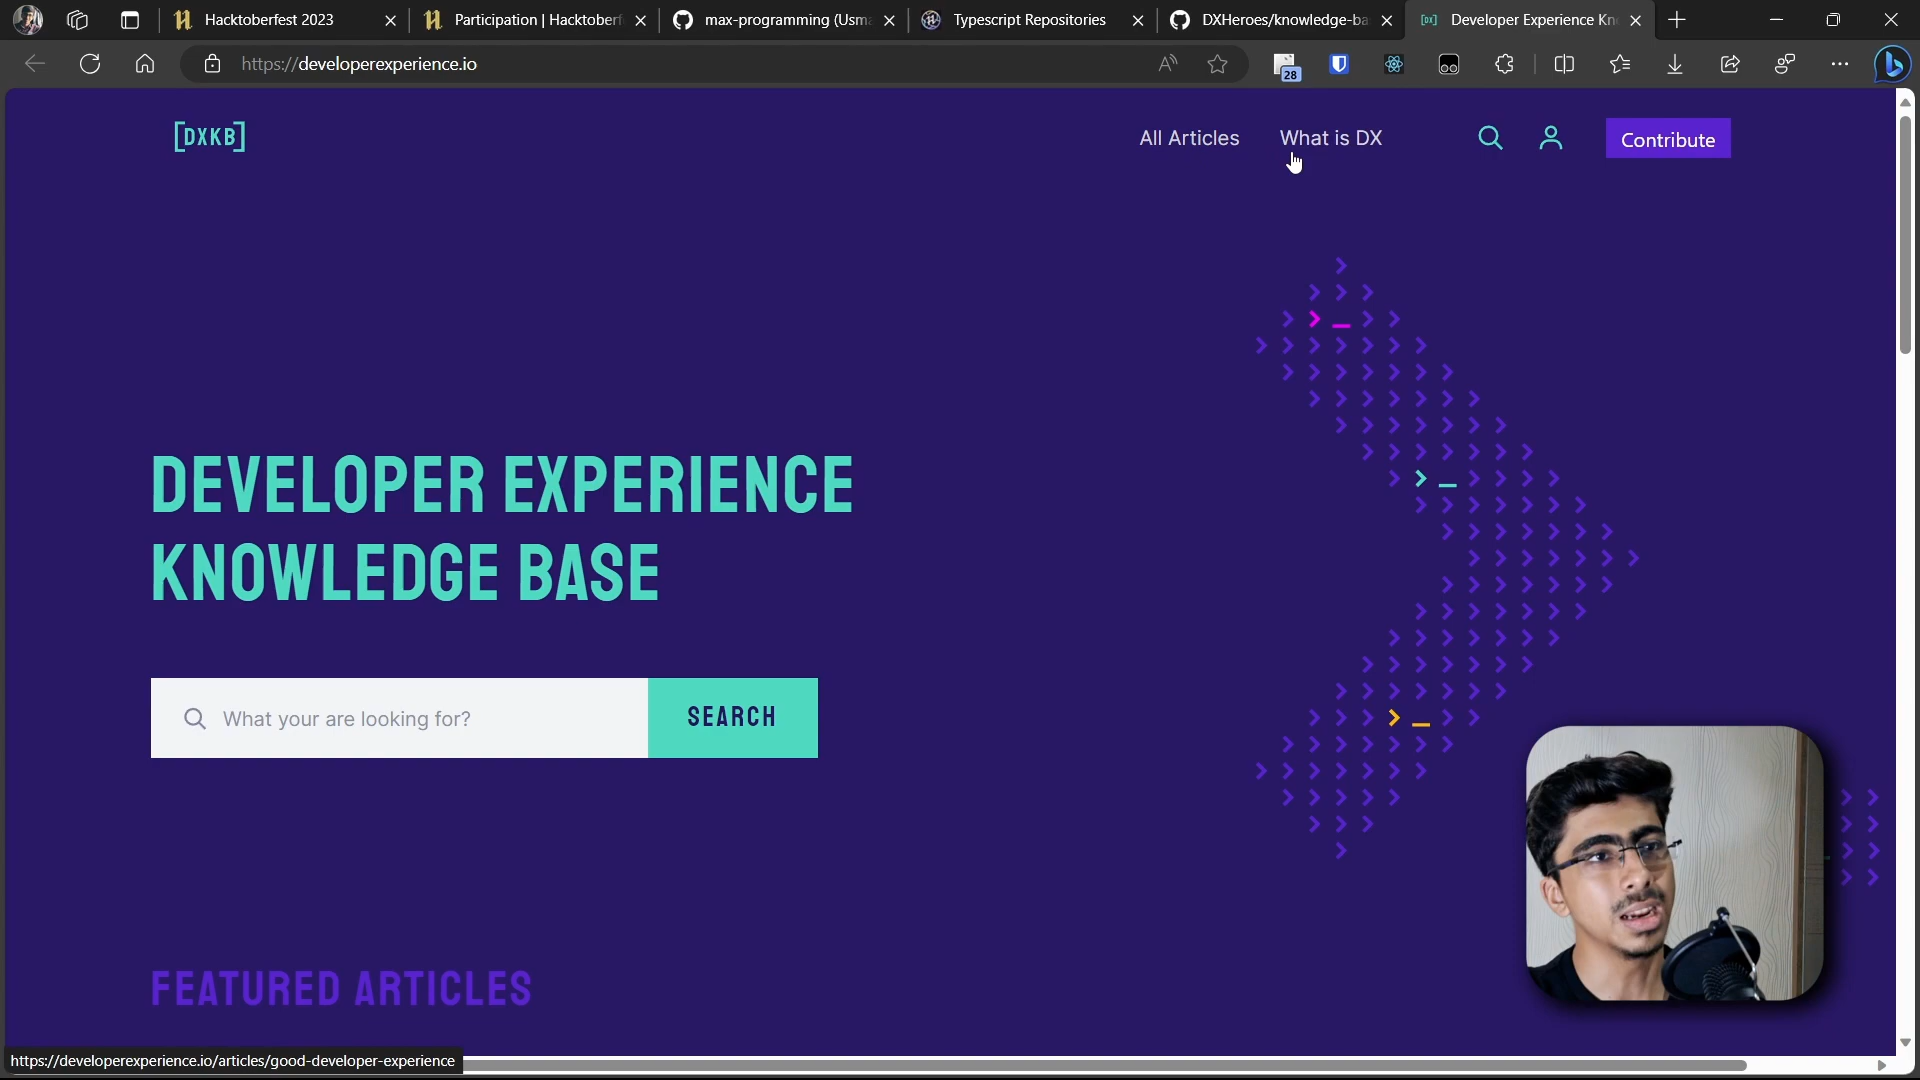 Hacktoberfest 2023
Participation | Hacktoberf
max-programming (Usma
Typescript Repositories
DXHeroes/knowledge-ba
Developer Experience Kn
https://developerexperience.io
28
[DXKB]
All Articles
What is DX
Contribute
DEVELOPER EXPERIENCE
KNOWLEDGE BASE
What your are looking for?
SEARCH
FEATURED ARTICLES
https://developerexperience.io/articles/good-developer-experience